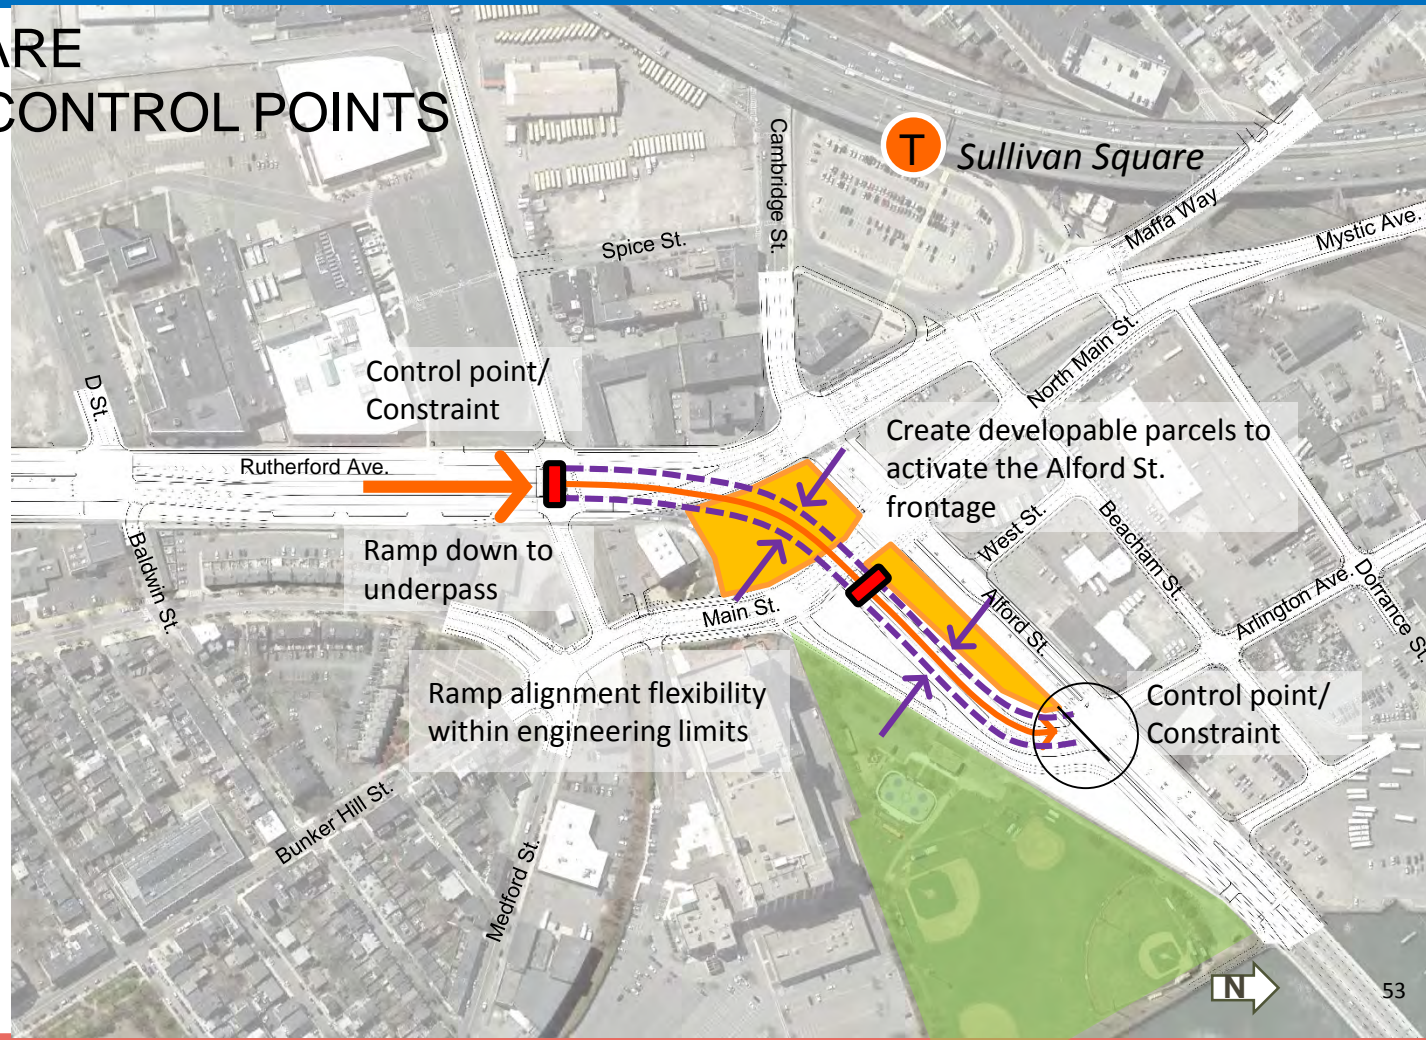 ARE
CONTROL POINTS
T
Sullivan Square
Cambridge St.
Maffa Way
Mystic Ave.
Spice St.
North Main St.
Control point/
Constraint
D St.
Rutherford Ave.
Create developable parcels to
activate the Alford St.
frontage
West St.
Beacham St.
Arlington Ave.
Dorrance St.
Baldwin St.
Ramp down to
underpass
Main St.
Alford St.
Ramp alignment flexibility
within engineering limits
Control point/
Constraint
Bunker Hill St.
Medford St.
N
53